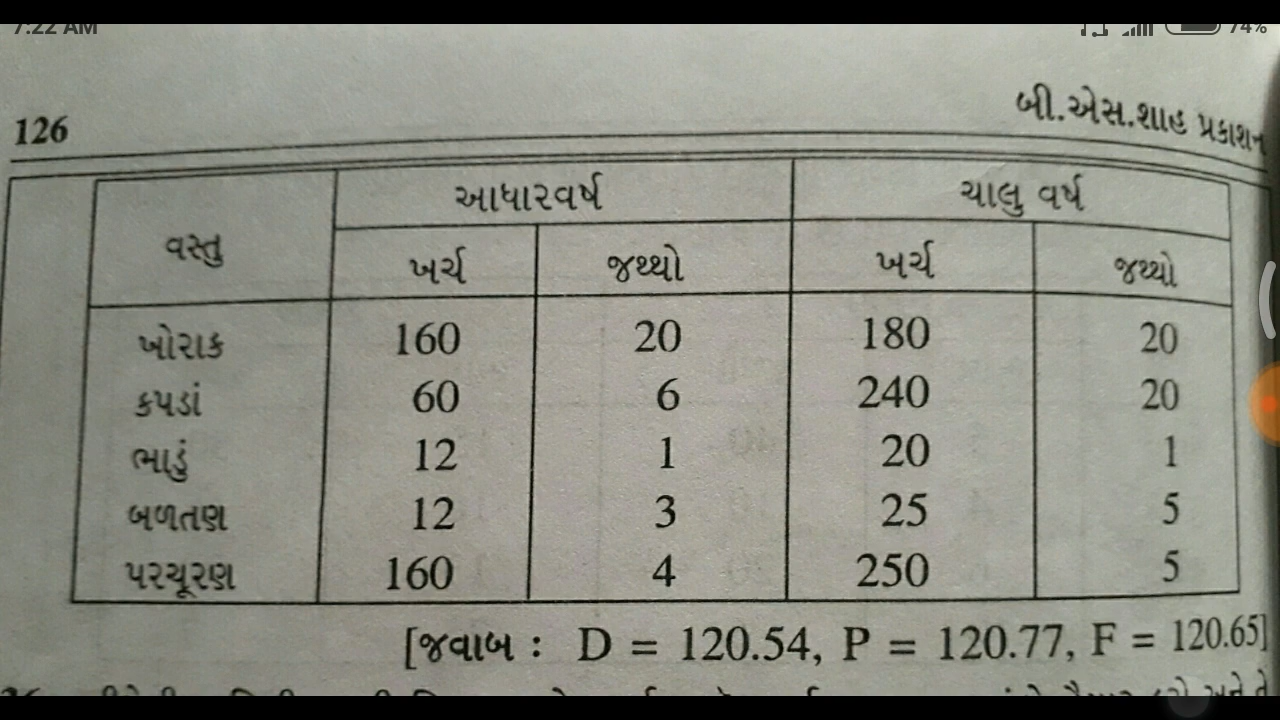 7:22 AM 74%
બી.એસ.શાહ પ્રકાશન
126
વસ્તુ આધારવર્ષ ચાલુ વર્ષ
ખર્ચ જથ્થો ખર્ચ જથ્થો
ખોરાક 160 20 180 20
કપડાં 60 6 240 20
ભાડું 12 1 20 1
બળતણ 12 3 25 5
પરચૂરણ 160 4 250 5
[જવાબ : D = 120.54, P = 120.77, F = 120.65]